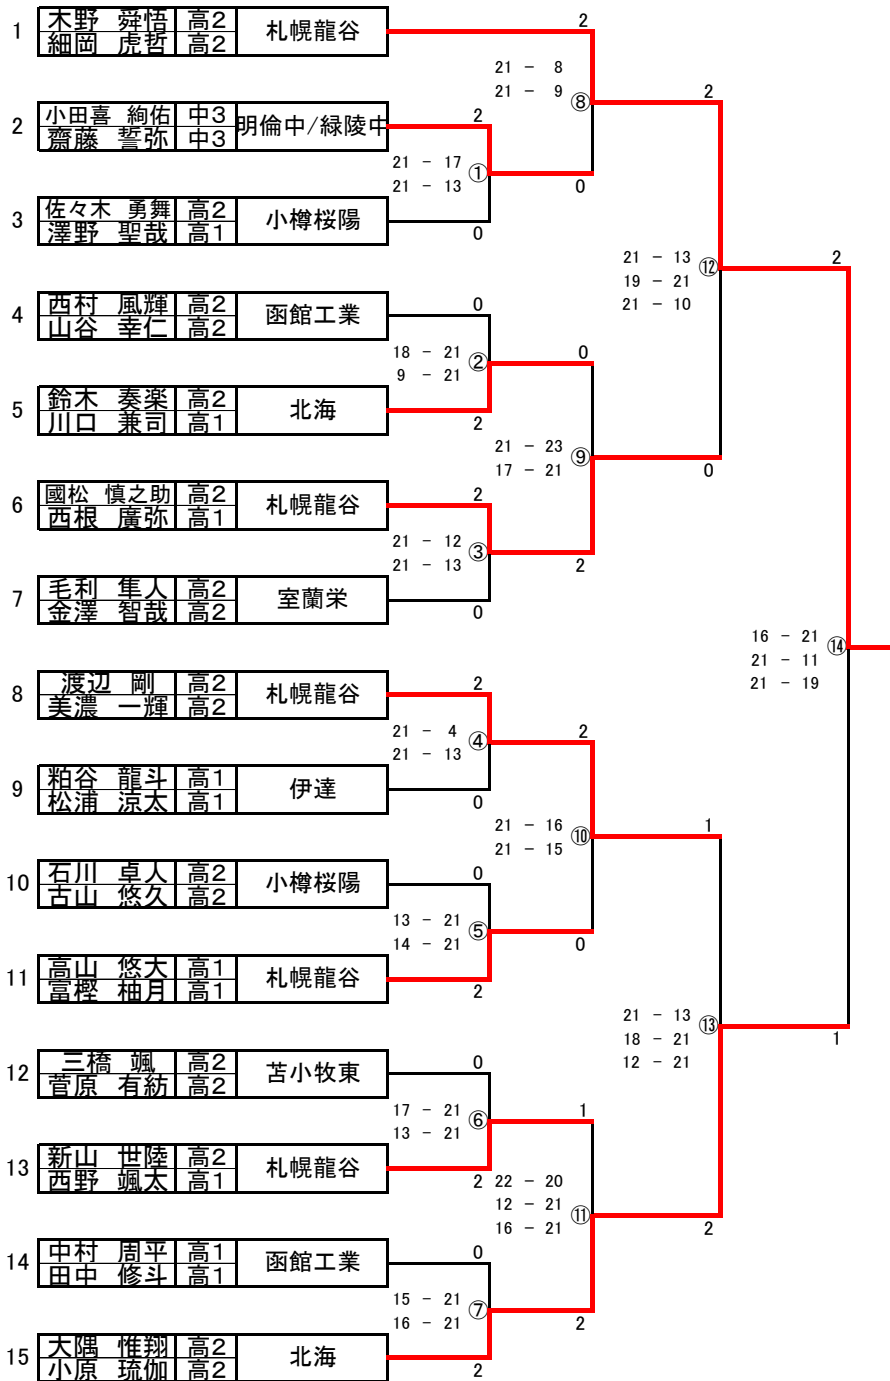 1 木野 舜悟 高2 札幌龍谷
細岡 虎哲 高2
2
21 － 8
21 － 9 ⑧
2
2 小田喜 絢佑 中3 明倫中/緑陵中
齋藤 誓弥 中3
2
21 － 17
21 － 13 ①
0
3 佐々木 勇舞 高2 小樽桜陽
澤野 聖哉 高1
0
21 － 13 ⑫
19 － 21
21 － 10
2
4 西村 風輝 高2 函館工業
山谷 幸仁 高2
0
18 － 21
9 － 21 ②
0
5 鈴木 奏楽 高2 北海
川口 兼司 高1
2
21 － 23
17 － 21 ⑨
0
6 國松 慎之助 高2 札幌龍谷
西根 廣弥 高1
2
21 － 12
21 － 13 ③
2
7 毛利 隼人 高2 室蘭栄
金澤 智哉 高2
0
16 － 21 ⑭
21 － 11
21 － 19
8 渡辺 剛 高2 札幌龍谷
美濃 一輝 高2
2
21 － 4
21 － 13 ④
2
9 粕谷 龍斗 高1 伊達
松浦 涼太 高1
0
21 － 16
21 － 15 ⑩
1
10 石川 卓人 高2 小樽桜陽
古山 悠久 高2
0
13 － 21
14 － 21 ⑤
0
11 高山 悠大 高1 札幌龍谷
富樫 柚月 高1
2
21 － 13 ⑬
18 － 21
12 － 21
1
12 三橋 颯 高2 苫小牧東
菅原 有紡 高2
0
17 － 21
13 － 21 ⑥
1
13 新山 世陸 高2 札幌龍谷
西野 颯太 高1
2
22 － 20
12 － 21
16 － 21 ⑪
2
14 中村 周平 高1 函館工業
田中 修斗 高1
0
15 － 21
16 － 21 ⑦
2
15 大隅 惟翔 高2 北海
小原 琉伽 高2
2